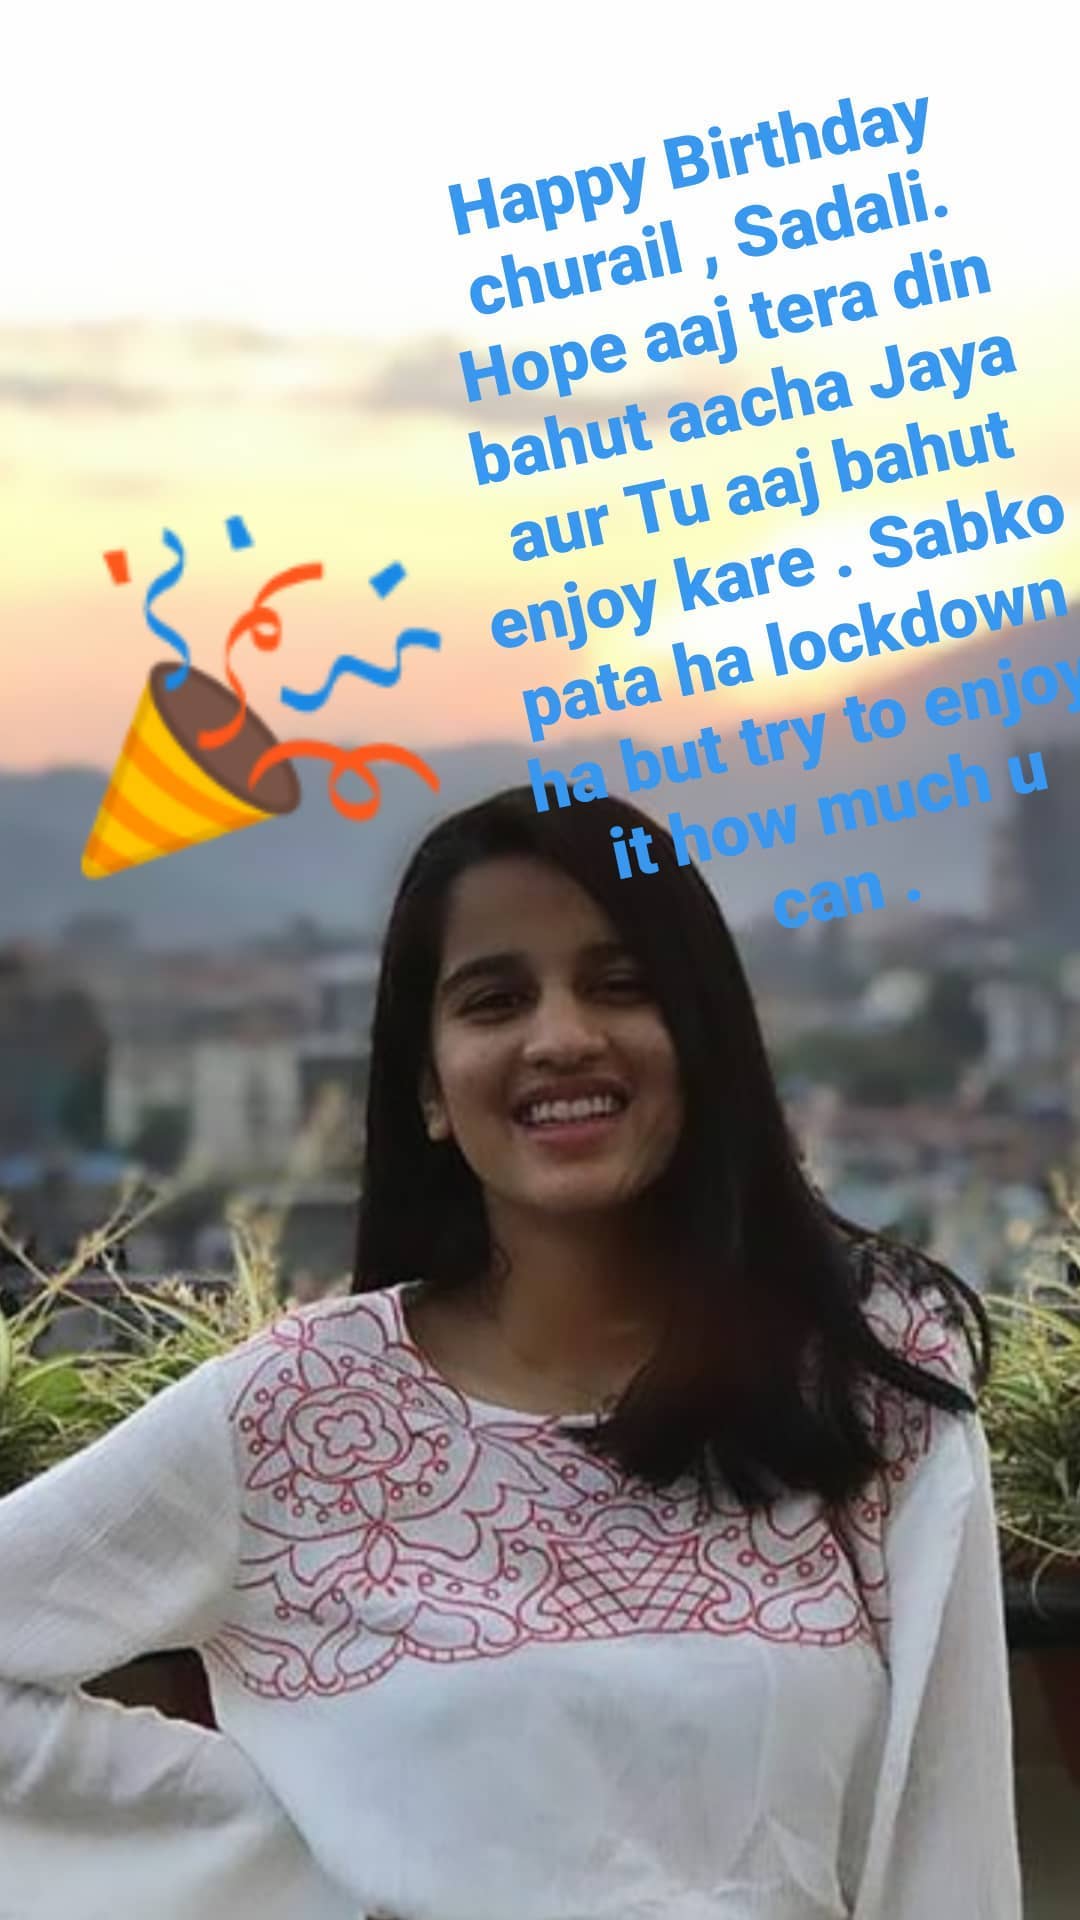 Happy Birthday
churail , Sadali.
Hope aaj tera din
bahut aacha Jaya
aur Tu aaj bahut
enjoy kare . Sabko
pata ha lockdown
ha but try to enjoy
it how much u
can .